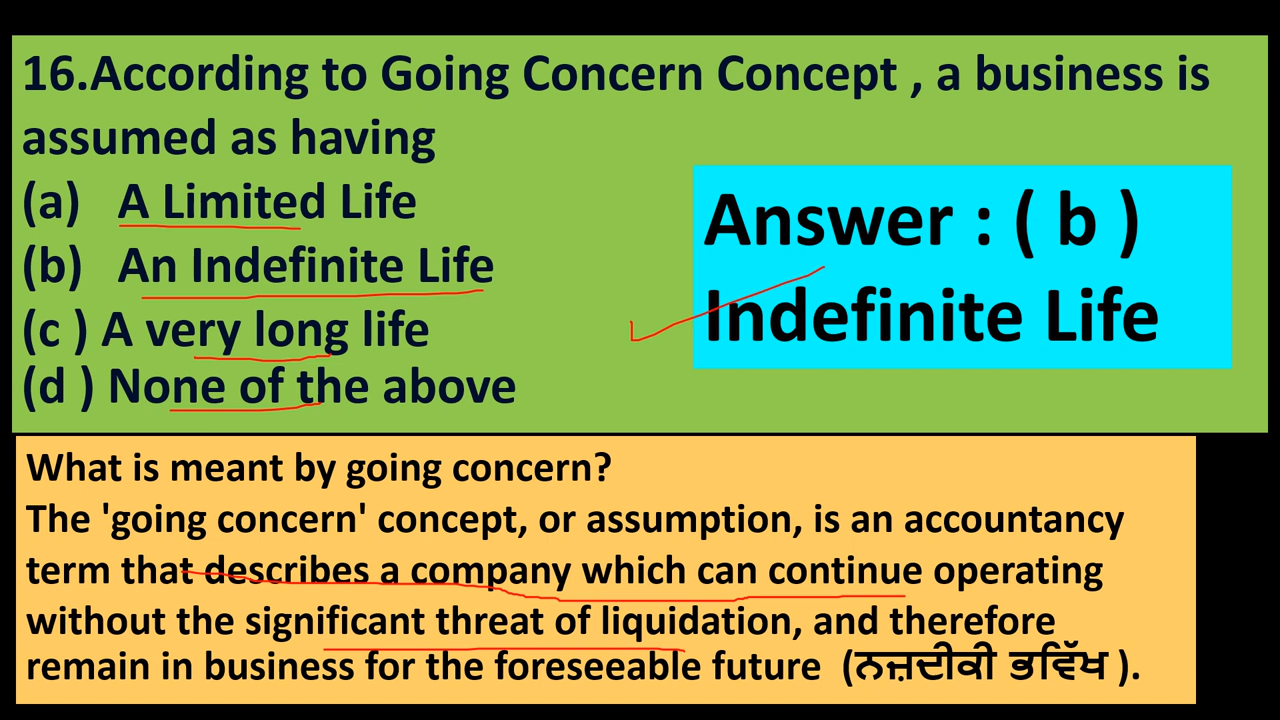 16.According to Going Concern Concept , a business is
assumed as having
(a) A Limited Life
(b) An Indefinite Life
(c ) A very long life
(d ) None of the above
Answer : ( b )
Indefinite Life
What is meant by going concern?
The 'going concern' concept, or assumption, is an accountancy
term that describes a company which can continue operating
without the significant threat of liquidation, and therefore
remain in business for the foreseeable future (ਨਜ਼ਦੀਕੀ ਭਵਿੱਖ ).